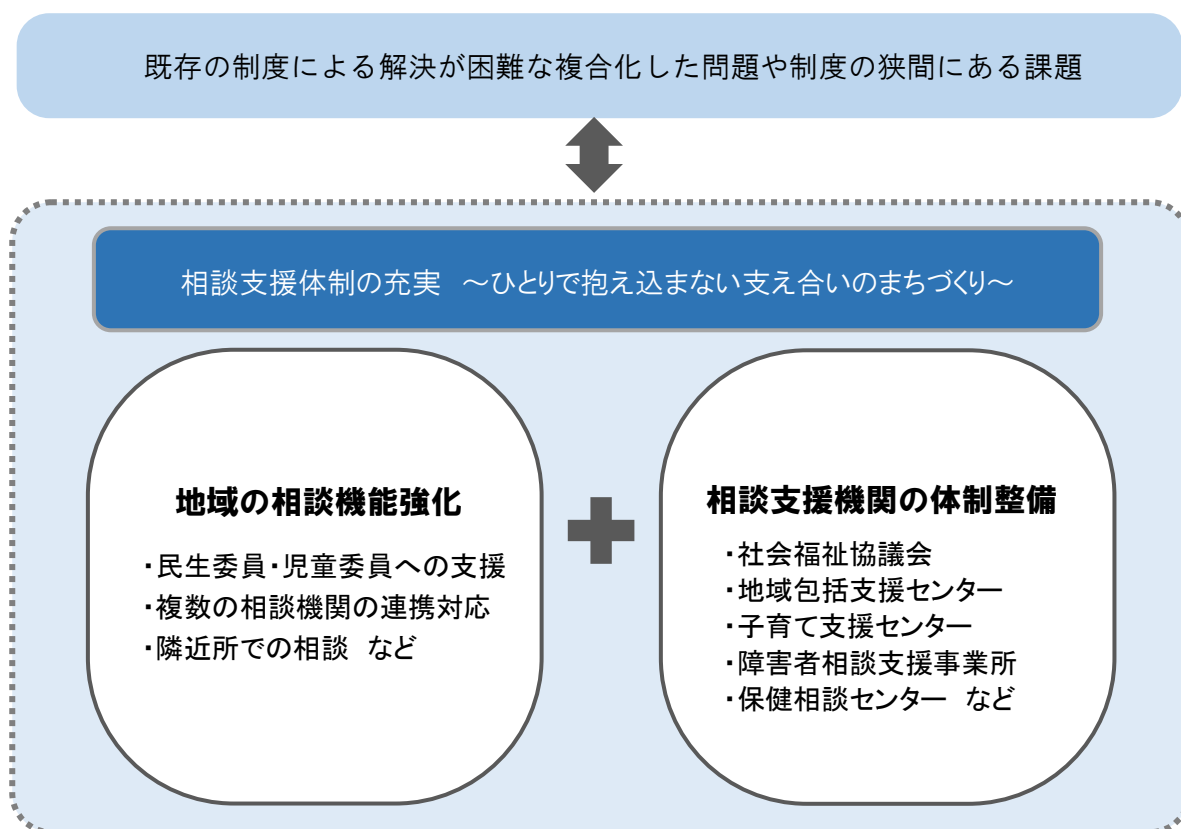 既存の制度による解決が困難な複合化した問題や制度の狭間にある課題
相談支援体制の充実　～ひとりで抱え込まない支え合いのまちづくり～
地域の相談機能強化
・民生委員・児童委員への支援
・複数の相談機関の連携対応
・隣近所での相談　など
相談支援機関の体制整備
・社会福祉協議会
・地域包括支援センター
・子育て支援センター
・障害者相談支援事業所
・保健相談センター　など